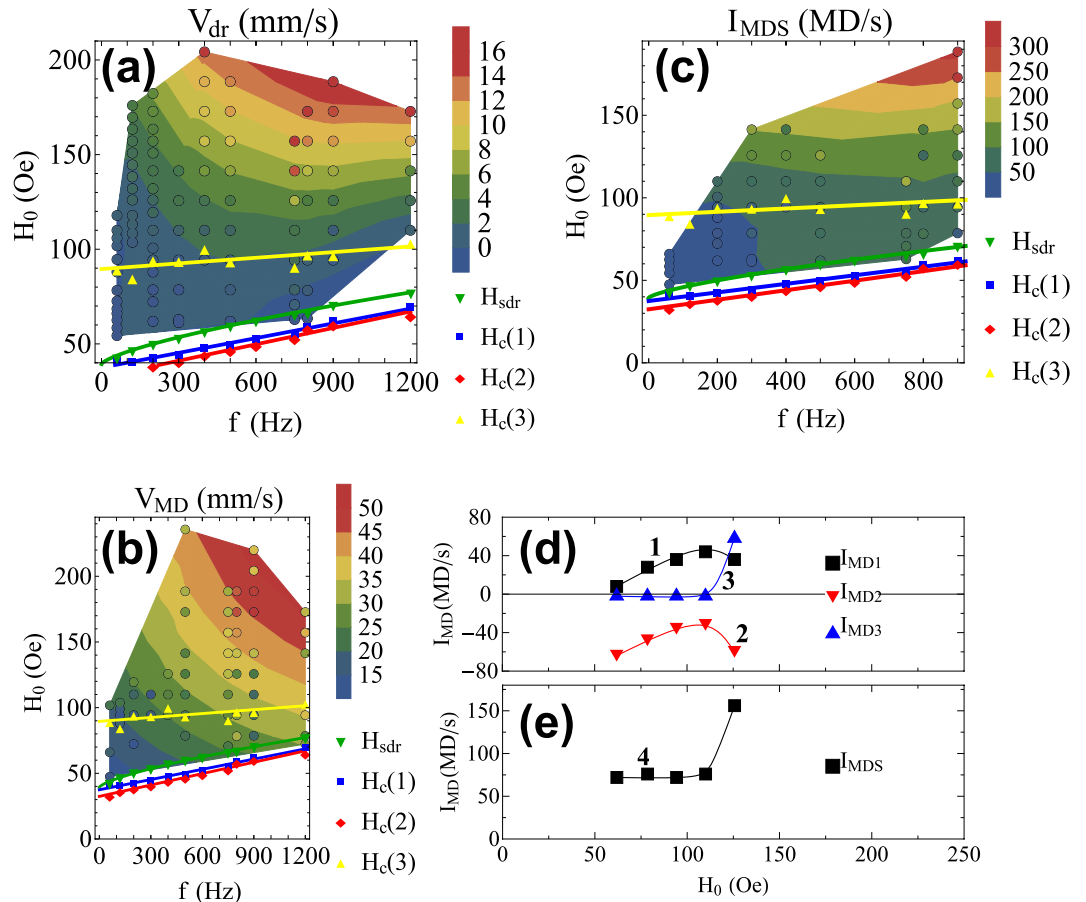 V_dr (mm/s)
(a)
H_0 (Oe)
200
150
100
50
0 300 600 900 1200
f (Hz)
16
14
12
10
8
6
4
2
0
H_sdr
H_c(1)
H_c(2)
H_c(3)
I_MDS (MD/s)
(c)
H_0 (Oe)
150
100
50
0
0 200 400 600 800
f (Hz)
300
250
200
150
100
50
H_sdr
H_c(1)
H_c(2)
H_c(3)
V_MD (mm/s)
(b)
H_0 (Oe)
200
150
100
50
0
0 300 600 900 1200
f (Hz)
50
45
40
35
30
25
20
15
H_sdr
H_c(1)
H_c(2)
H_c(3)
(d)
I_MD(MD/s)
80
40
0
−40
−80
1
3
2
I_MD1
I_MD2
I_MD3
(e)
I_MD(MD/s)
150
100
50
0
4
I_MDS
0 50 100 150 200 250
H_0 (Oe)